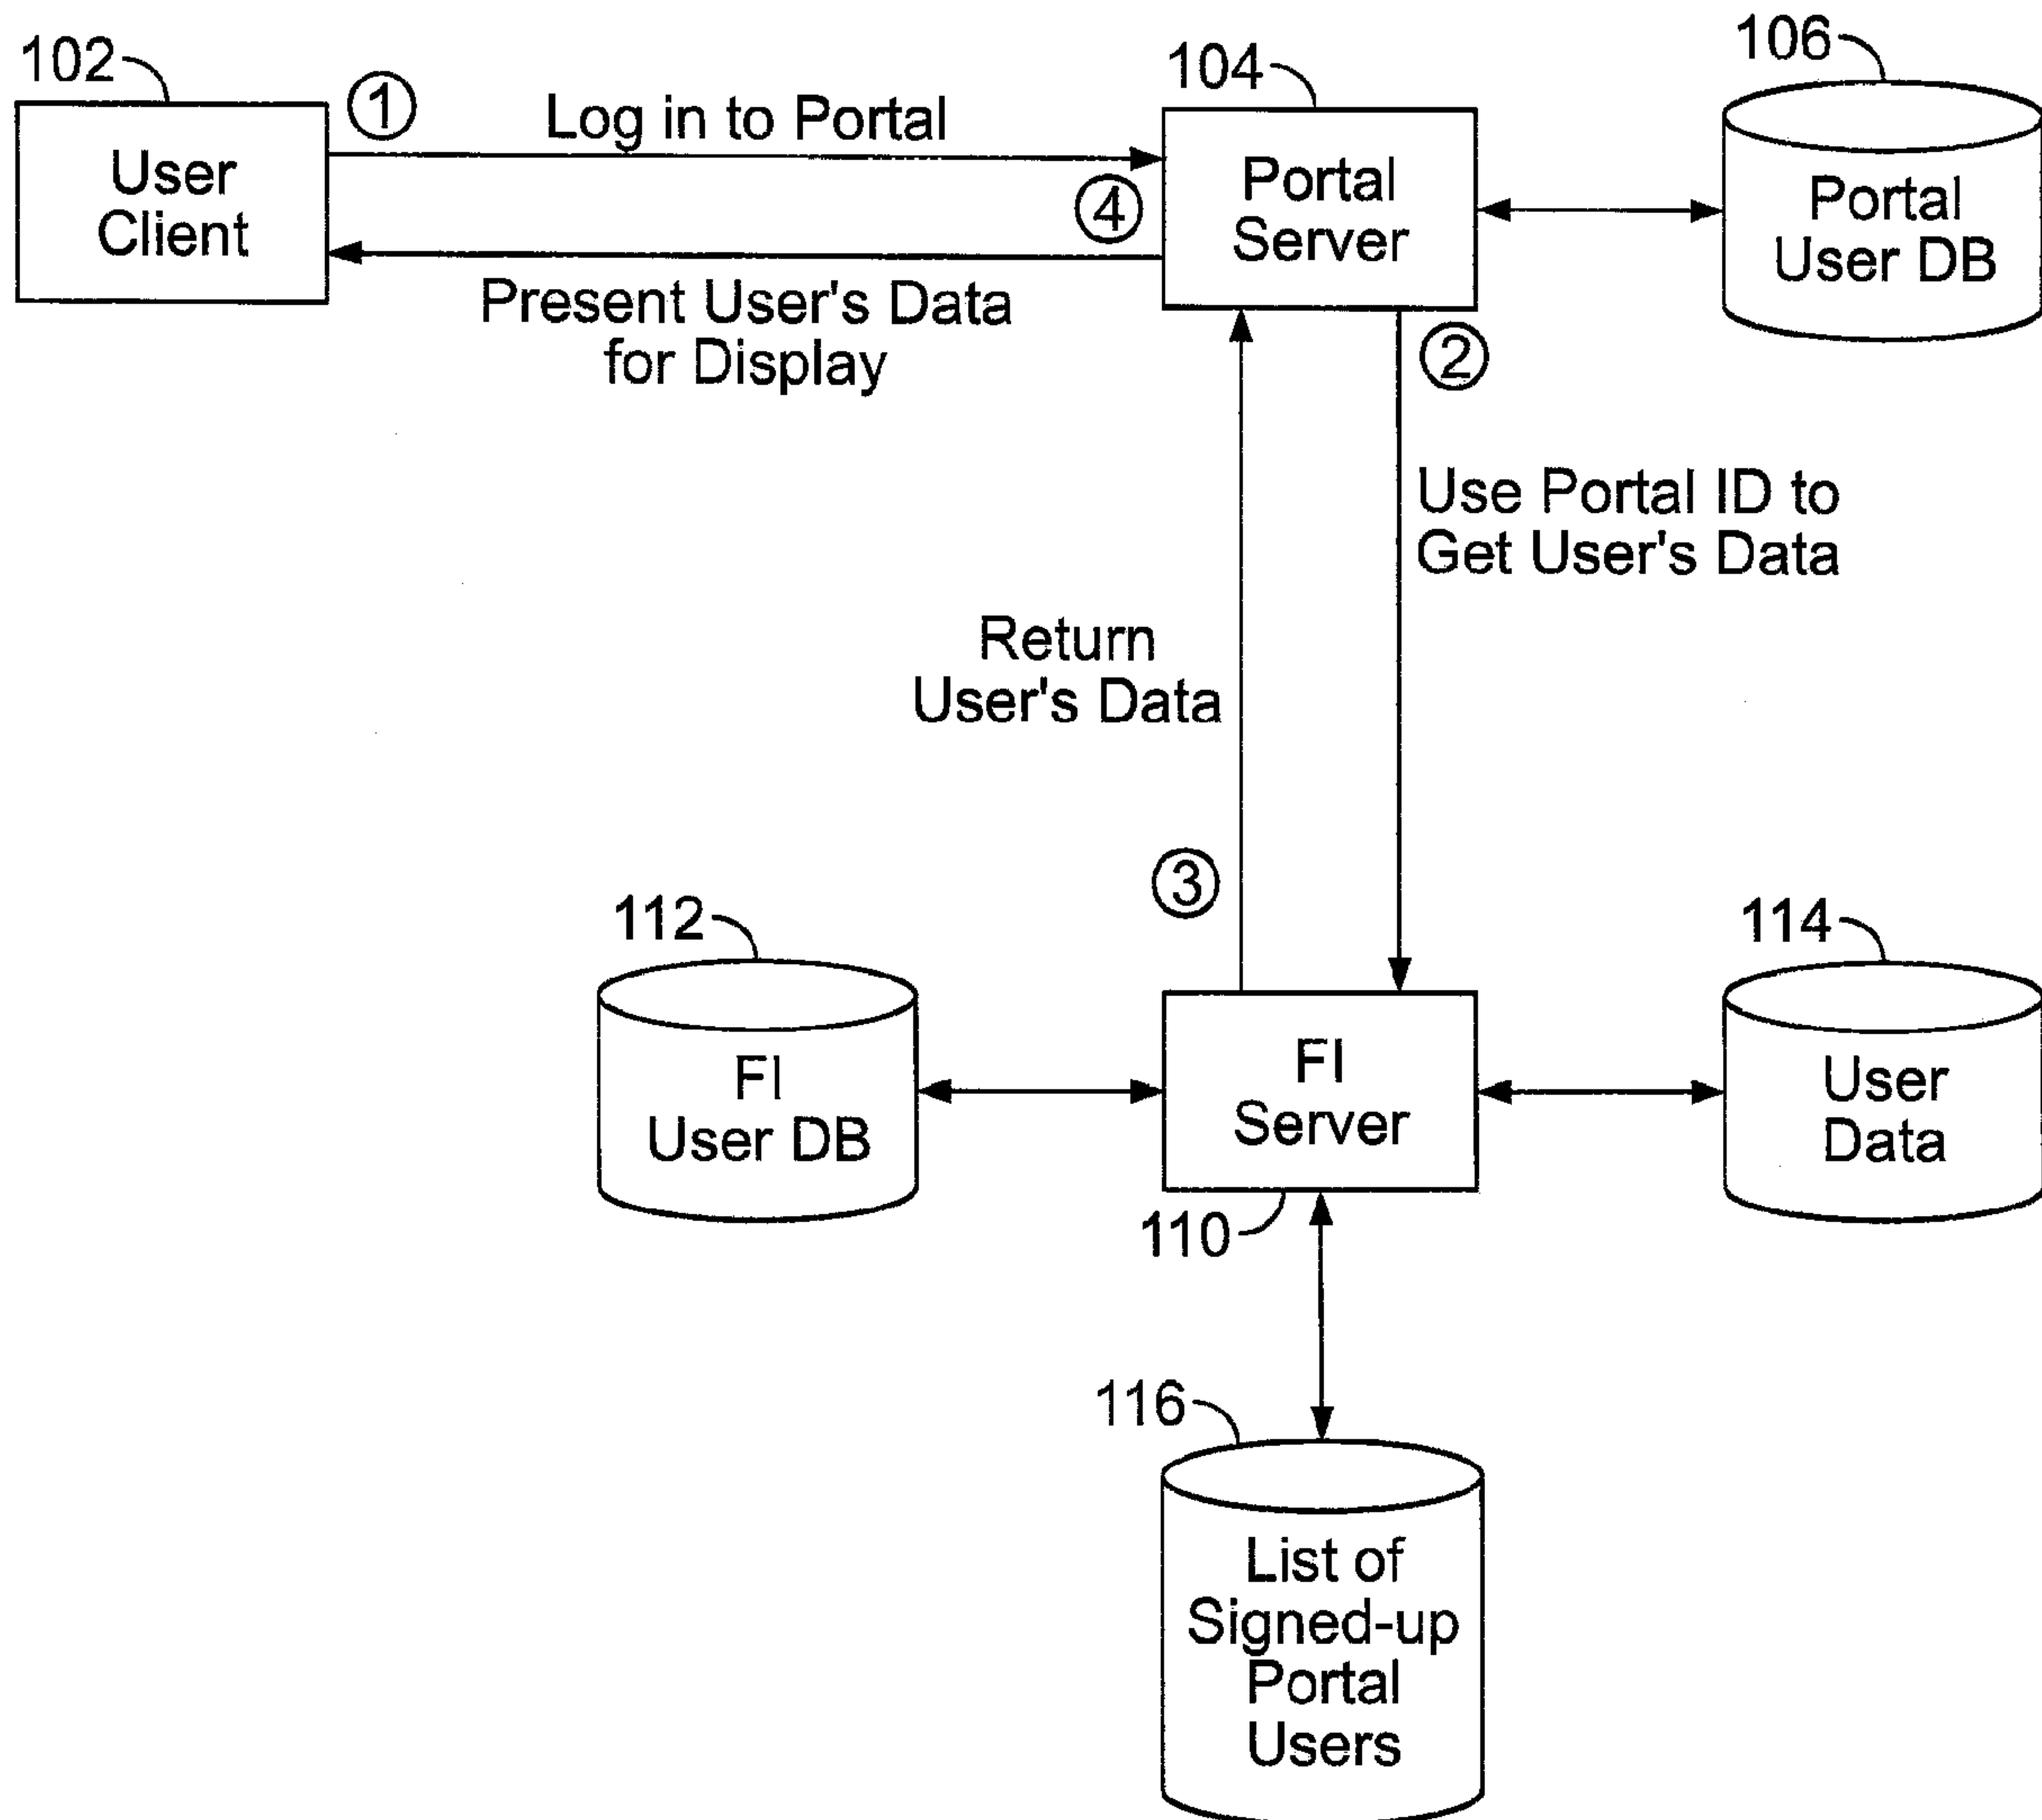 102
1
Log in to Portal
104
106
User
Client
4
Portal
Server
Portal
User DB
Present User's Data
for Display
2
Use Portal ID to
Get User's Data
Return
User's Data
3
112
114
FI
User DB
FI
Server
User
Data
110
116
List of
Signed-up
Portal
Users